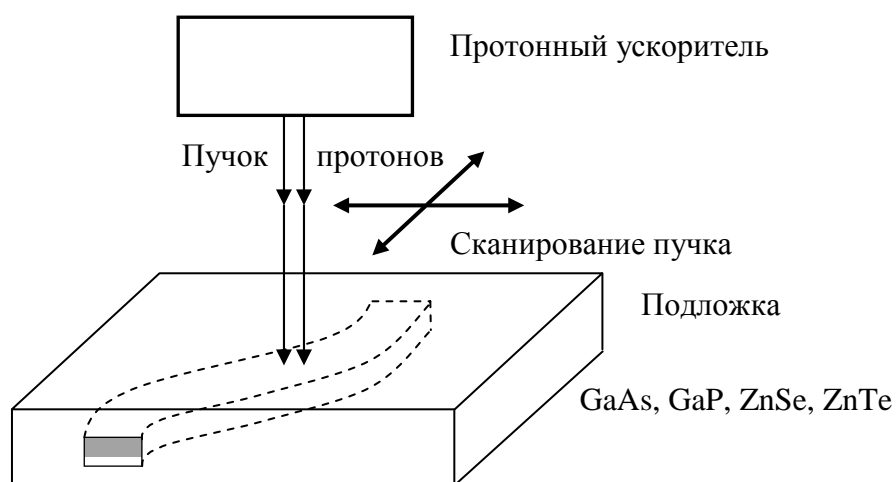 Протонный ускоритель
Пучок протонов
Сканирование пучка
Подложка
GaAs, GaP, ZnSe, ZnTe